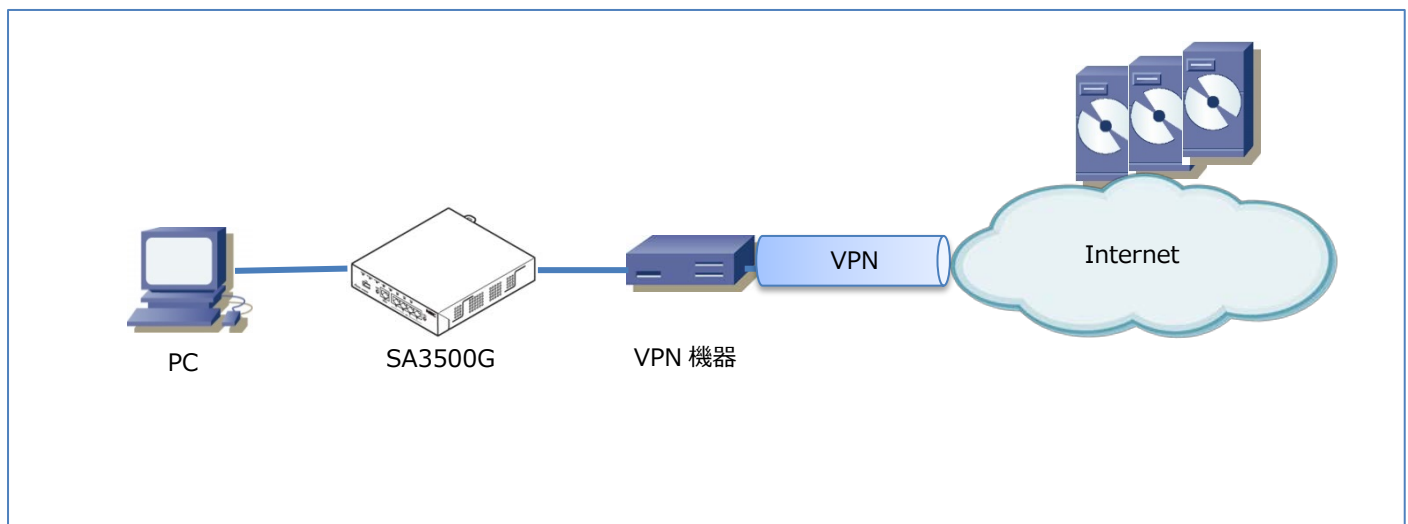 VPN
Internet
PC
SA3500G
VPN 機器